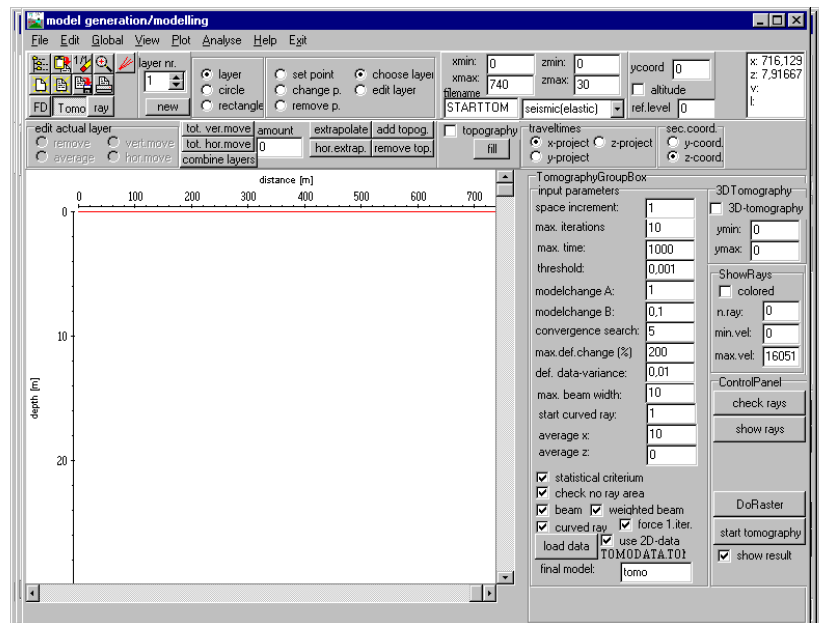 model generation/modelling
File Edit Global View Plot Analyse Help Exit
layer nr.
1
FD Tomo ray new
layer
circle
rectangle
set point
change p.
remove p.
choose layer
edit layer
xmin: 0 zmin: 0
xmax: 740 zmax: 30
filename
STARTTOM seismic(elastic)
ycoord 0
altitude
ref.level 0
x: 716,129
z: 7,91667
v:
l:
edit actual layer
remove vert.move
average hor.move
tot. ver.move amount
tot. hor.move 0
combine layers
extrapolate add topog.
hor.extrap. remove top.
topography
fill
traveltimes
x-project z-project
y-project
sec.coord.
y-coord
z-coord.
distance [m]
0 100 200 300 400 500 600 700
0
10
20
depth [m]
TomographyGroupBox
input parameters
space increment: 1
max. iterations 10
max. time: 1000
threshold: 0,001
modelchange A: 1
modelchange B: 0,1
convergence search: 5
max.def.change (%) 200
def. data-variance: 0,01
max. beam width: 10
start curved ray: 1
average x: 10
average z: 0
statistical criterium
check no ray area
beam weighted beam
curved ray force 1.iter.
load data use 2D-data
TOMODATA.TO
final model: tomo
3DTomography
3D-tomography
ymin: 0
ymax: 0
ShowRays
colored
n.ray: 0
min.vel: 0
max.vel: 16051
ControlPanel
check rays
show rays
DoRaster
start tomography
show result